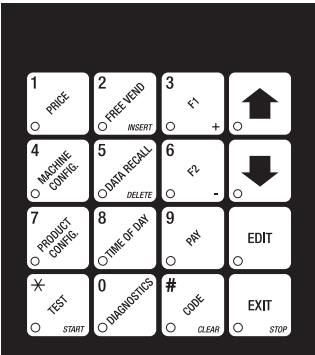 1
PRICE
2
FREE VEND
INSERT
3
F1
+
4
MACHINE
CONFIG.
5
DATA RECALL
DELETE
6
F2
-
7
PRODUCT
CONFIG.
8
TIME OF DAY
9
PAY
EDIT
*
TEST
START
0
DIAGNOSTICS
#
CODE
CLEAR
EXIT
STOP